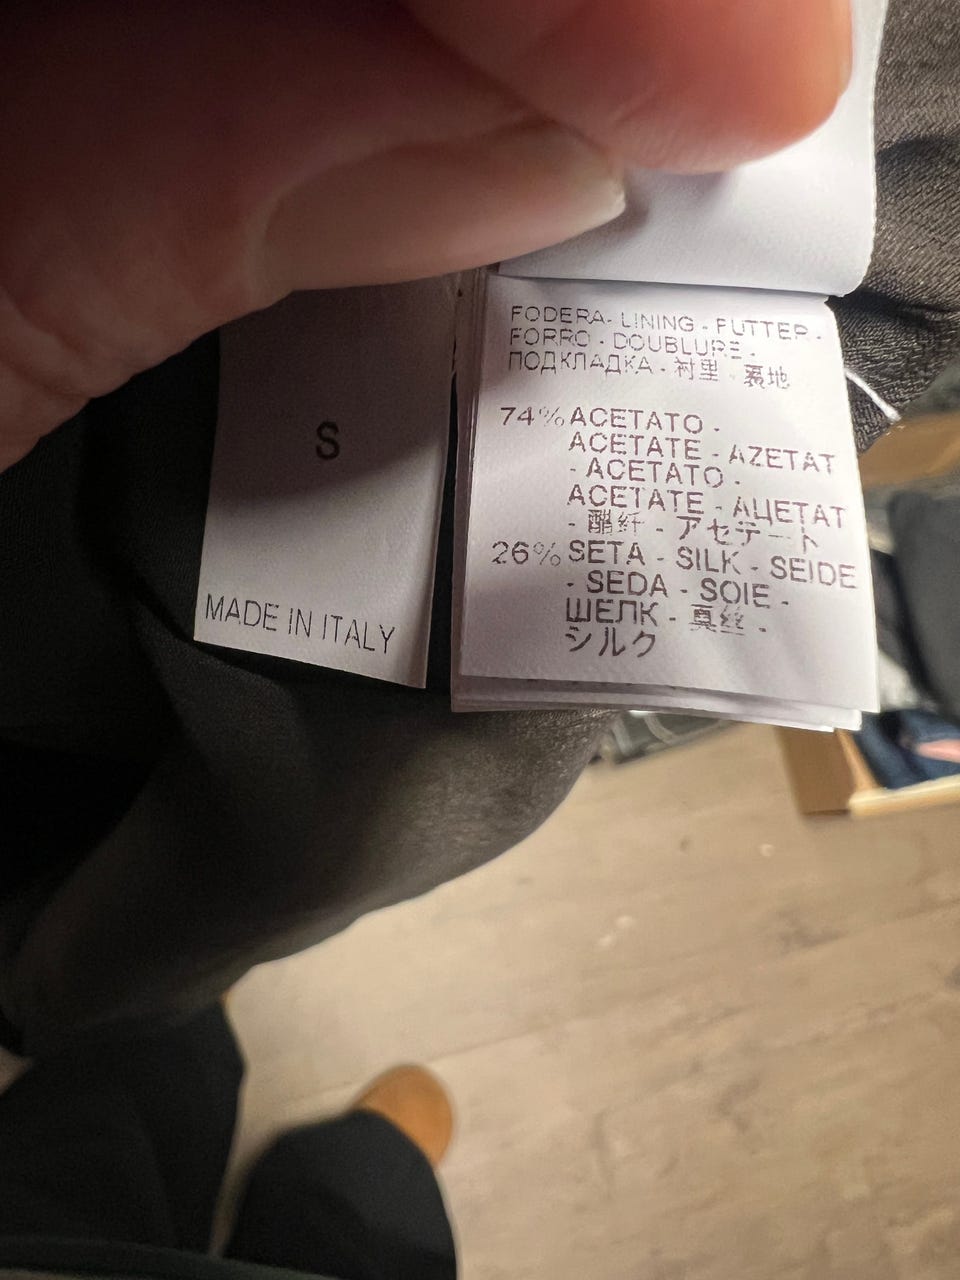 S
MADE IN ITALY
FODERA - LINING - FUTTER -
FORRO - DOUBLURE -
ПОДКЛАДКА - 衬里 - 裏地
74% ACETATO -
ACETATE - AZETAT
- ACETATO -
ACETATE - АЦЕТАТ
- 醋纤 - アセテート
26% SETA - SILK - SEIDE
- SEDA - SOIE -
ШЕЛК - 真丝 -
シルク